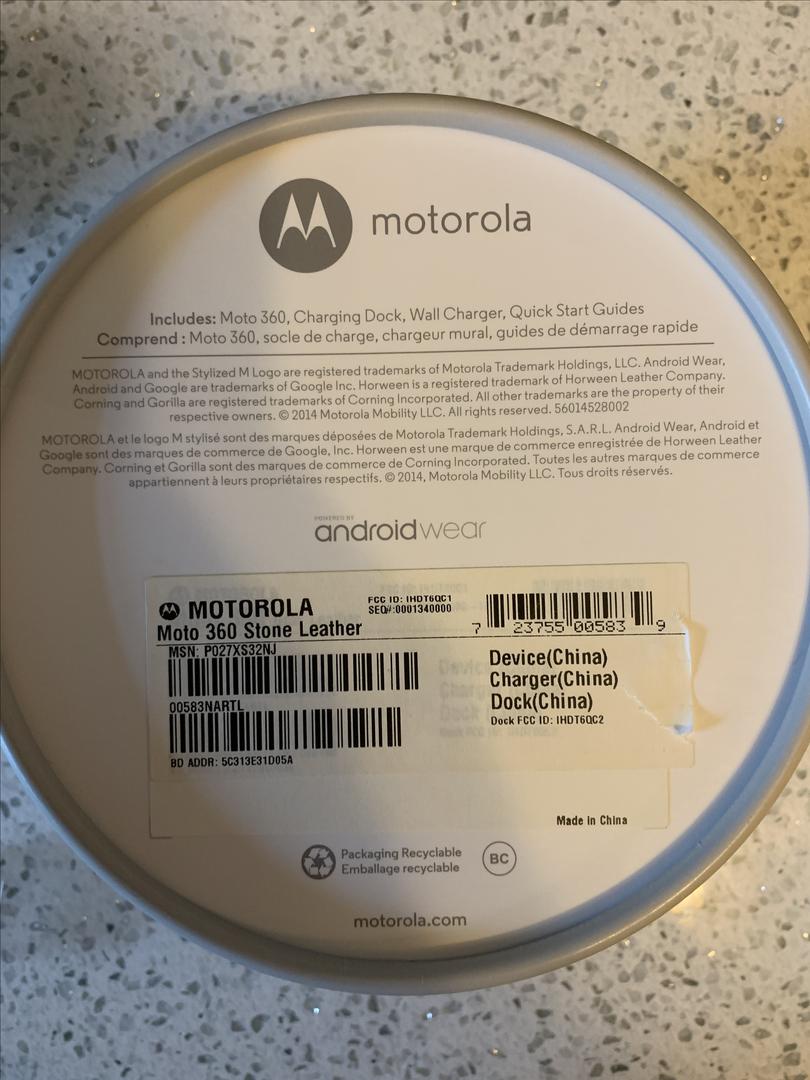 motorola
Includes: Moto 360, Charging Dock, Wall Charger, Quick Start Guides
Comprend : Moto 360, socle de charge, chargeur mural, guides de démarrage rapide
MOTOROLA and the Stylized M Logo are registered trademarks of Motorola Trademark Holdings, LLC. Android Wear,
Android and Google are trademarks of Google Inc. Horween is a registered trademark of Horween Leather Company.
Corning and Gorilla are registered trademarks of Corning Incorporated. All other trademarks are the property of their
respective owners. © 2014 Motorola Mobility LLC. All rights reserved. 56014528002
MOTOROLA et le logo M stylisé sont des marques déposées de Motorola Trademark Holdings, S.A.R.L. Android Wear, Android et
Google sont des marques de commerce de Google, Inc. Horween est une marque de commerce enregistrée de Horween Leather
Company. Corning et Gorilla sont des marques de commerce de Corning Incorporated. Toutes les autres marques de commerce
appartiennent à leurs propriétaires respectifs. © 2014, Motorola Mobility LLC. Tous droits réservés.
POWERED BY
androidwear
MOTOROLA
FCC ID: IHDT6QC1
SEQ#:0001340000
Moto 360 Stone Leather
7 23755 00583 9
MSN: P027XS32NJ
Device(China)
Charger(China)
Dock(China)
Dock FCC ID: IHDT6QC2
00583NARTL
BD ADDR: 5C313E31D05A
Made in China
Packaging Recyclable
Emballage recyclable
BC
motorola.com